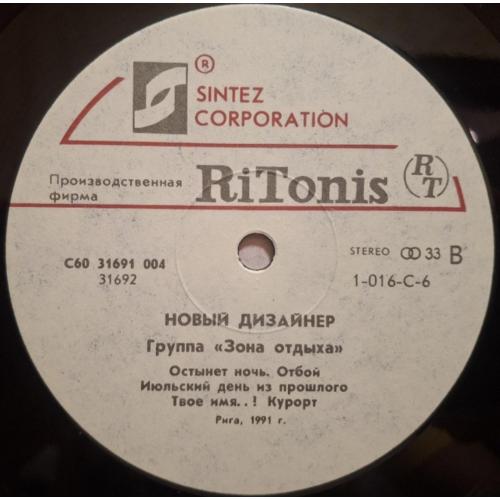 ®
SINTEZ
CORPORATION
Производственная
фирма
RiTonis
RT
С60 31691 004
31692
STEREO 33 B
1-016-С-6
НОВЫЙ ДИЗАЙНЕР
Группа «Зона отдыха»
Остынет ночь. Отбой
Июльский день из прошлого
Твое имя..! Курорт
Рига, 1991 г.